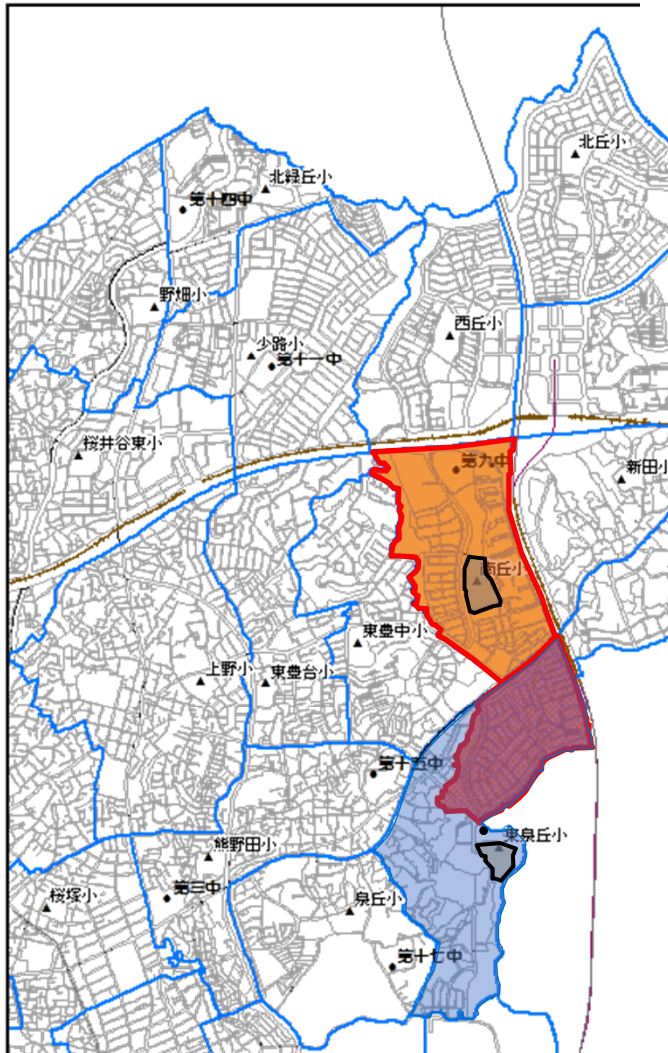 北丘小
北緑丘小
第十四中
野畑小
西丘小
少路小
第十一中
桜井谷東小
第九中
新田小
南丘小
東豊中小
上野小
東豊台小
第十五中
東泉丘小
熊野田小
第三中
桜塚小
泉丘小
第十七中